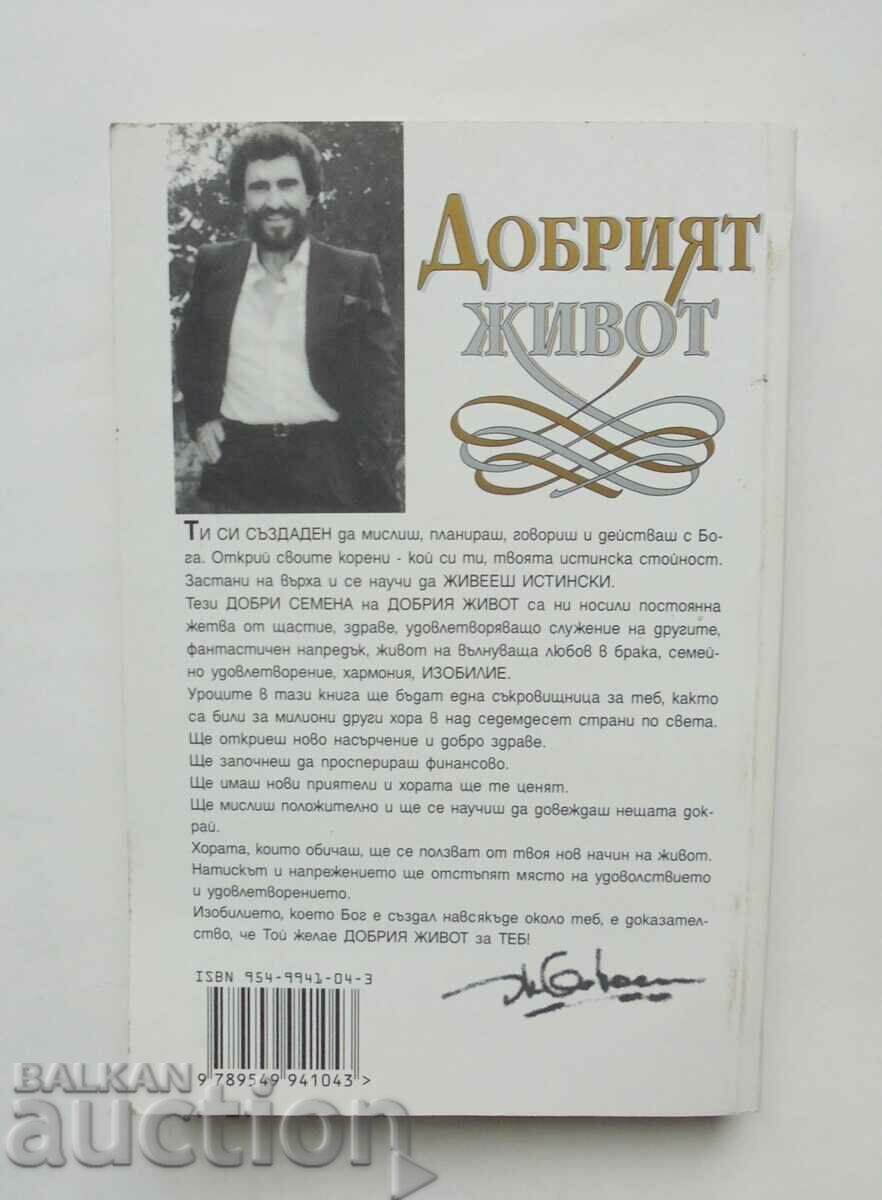 ДОБРИЯТ
ЖИВОТ
ТИ СИ СЪЗДАДЕН да мислиш, планираш, говориш и действаш с Бо-
га. Открий своите корени - кой си ти, твоята истинска стойност.
Застани на върха и се научи да ЖИВЕЕШ ИСТИНСКИ.
Тези ДОБРИ СЕМЕНА на ДОБРИЯ ЖИВОТ са ни носили постоянна
жетва от щастие, здраве, удовлетворяващо служение на другите,
фантастичен напредък, живот на вълнуваща любов в брака, семей-
но удовлетворение, хармония, ИЗОБИЛИЕ.
Уроците в тази книга ще бъдат една съкровищница за теб, както
са били за милиони други хора в над седемдесет страни по света.
Ще откриеш ново насърчение и добро здраве.
Ще започнеш да просперираш финансово.
Ще имаш нови приятели и хората ще те ценят.
Ще мислиш положително и ще се научиш да довеждаш нещата док-
рай.
Хората, които обичаш, ще се ползват от твоя нов начин на живот.
Натискът и напрежението ще отстъпят място на удоволствието
и удовлетворението.
Изобилието, което Бог е създал навсякъде около теб, е доказател-
ство, че Той желае ДОБРИЯ ЖИВОТ за ТЕБ!
ISBN 954-9941-04-3
9 789549 941043 >
BALKAN
auction